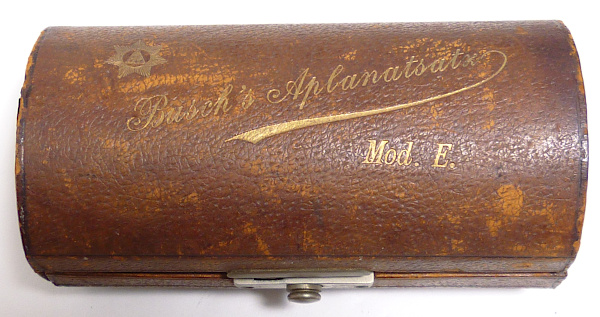 Busch's Aplanatsatz
Mod. E.